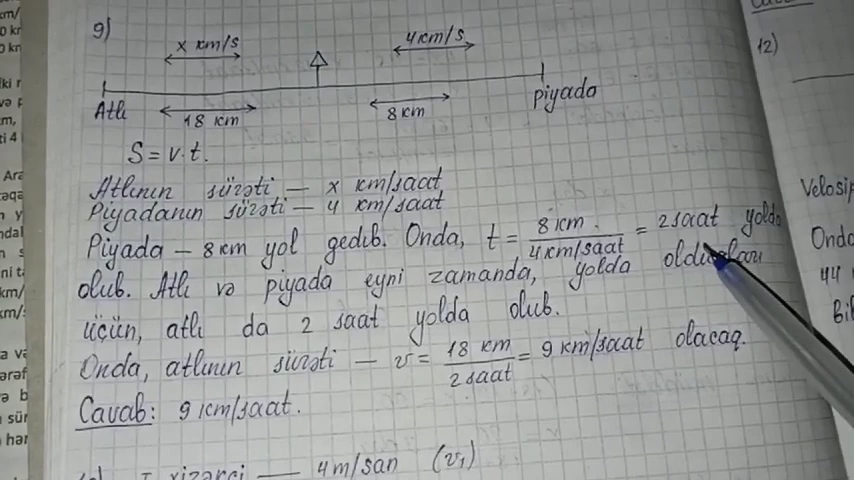 9)
x km/s
4 km/s
Atlı
18 km
8 km
Piyada
S = v·t.
Atlının sürəti — x km/saat
Piyadanın sürəti — 4 km/saat
Piyada — 8 km yol gedib. Onda, t = 8 km / 4 km/saat = 2 saat yolda
olub. Atlı və piyada eyni zamanda, yolda olduqları
üçün, atlı da 2 saat yolda olub.
Onda, atlının sürəti — v = 18 km / 2 saat = 9 km/saat olacaq.
Cavab: 9 km/saat.
4 m/san (v₁)
12)
Velosip
Onda
44